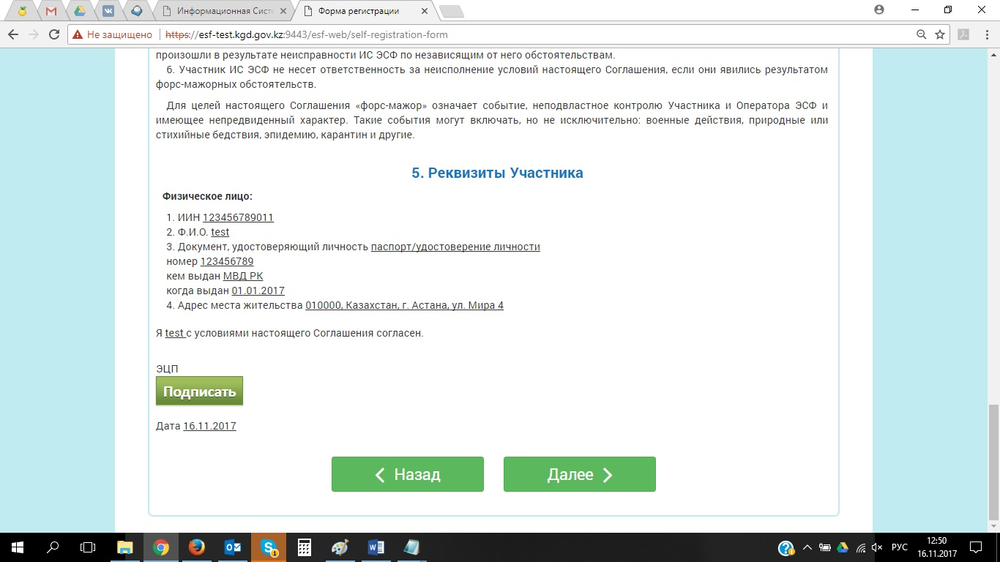 Информационная Систе
Форма регистрации
Не защищено
https://esf-test.kgd.gov.kz:9443/esf-web/self-registration-form
произошли в результате неисправности ИС ЭСФ по независящим от него обстоятельствам.
6. Участник ИС ЭСФ не несет ответственность за неисполнение условий настоящего Соглашения, если они явились результатом
форс-мажорных обстоятельств.
Для целей настоящего Соглашения «форс-мажор» означает событие, неподвластное контролю Участника и Оператора ЭСФ и
имеющее непредвиденный характер. Такие события могут включать, но не исключительно: военные действия, природные или
стихийные бедствия, эпидемию, карантин и другие.
5. Реквизиты Участника
Физическое лицо:
1. ИИН 123456789011
2. Ф.И.О. test
3. Документ, удостоверяющий личность паспорт/удостоверение личности
номер 123456789
кем выдан МВД РК
когда выдан 01.01.2017
4. Адрес места жительства 010000, Казахстан, г. Астана, ул. Мира 4
Я test с условиями настоящего Соглашения согласен.
ЭЦП
Подписать
Дата 16.11.2017
Назад
Далее
РУС
12:50
16.11.2017